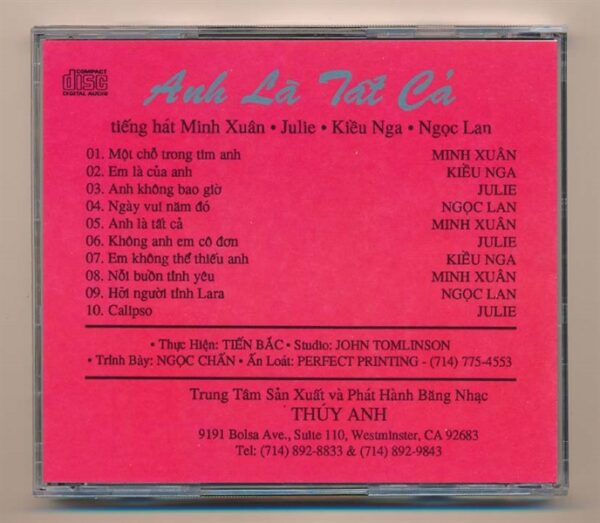 COMPACT
disc
DIGITAL AUDIO
Anh Là Tất Cả
tiếng hát Minh Xuân • Julie • Kiều Nga • Ngọc Lan
01. Một chỗ trong tim anh MINH XUÂN
02. Em là của anh KIỀU NGA
03. Anh không bao giờ JULIE
04. Ngày vui năm đó NGỌC LAN
05. Anh là tất cả MINH XUÂN
06. Không anh em cô đơn JULIE
07. Em không thể thiếu anh KIỀU NGA
08. Nỗi buồn tình yêu MINH XUÂN
09. Hỡi người tình Lara NGỌC LAN
10. Calipso JULIE
• Thực Hiện: TIẾN BẮC • Studio: JOHN TOMLINSON
• Trình Bày: NGỌC CHẤN • Ấn Loát: PERFECT PRINTING - (714) 775-4553
Trung Tâm Sản Xuất và Phát Hành Băng Nhạc
THÚY ANH
9191 Bolsa Ave., Suite 110, Westminster, CA 92683
Tel: (714) 892-8833 & (714) 892-9843